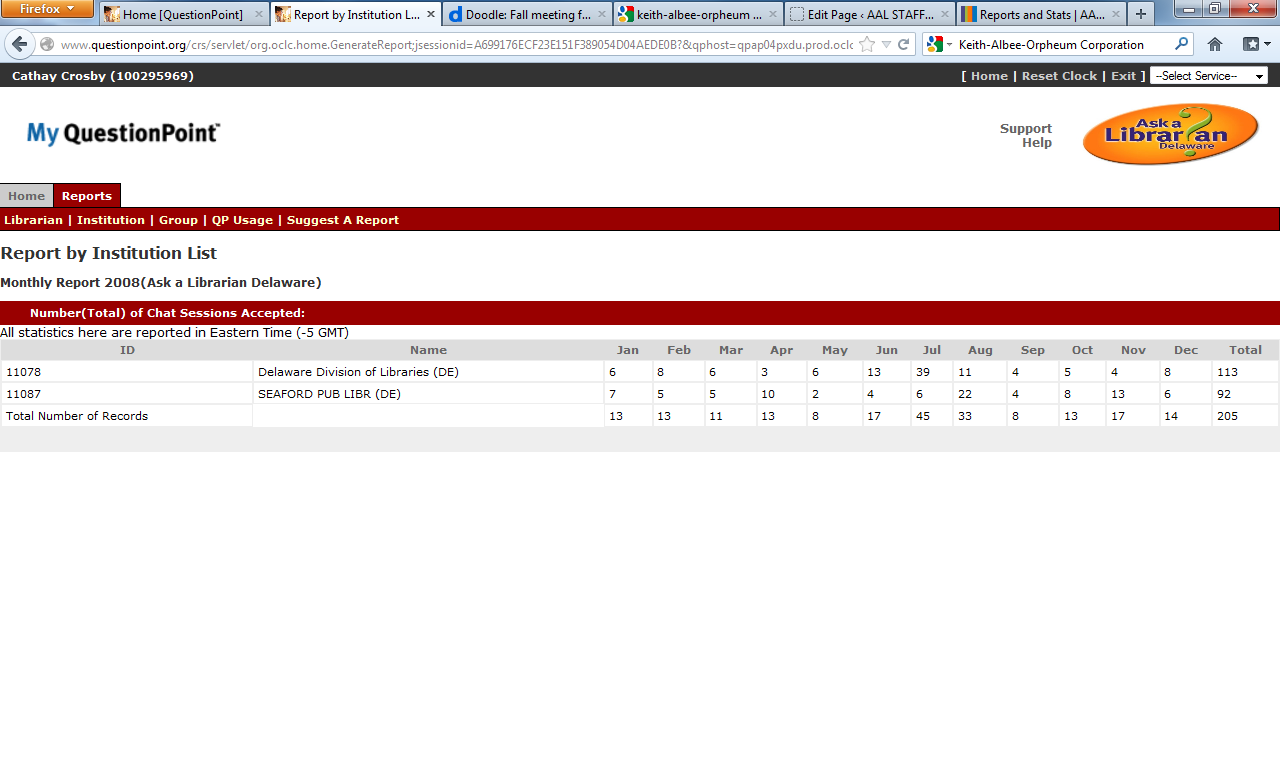 Firefox
Home [QuestionPoint]
Report by Institution L...
Doodle: Fall meeting f...
keith-albee-orpheum ...
Edit Page ‹ AAL STAFF...
Reports and Stats | AA...
www.questionpoint.org/crs/servlet/org.oclc.home.GenerateReport;jsessionid=A699176ECF23E151F389054D04AEDE0B?&qphost=qpap04pxdu.prod.oclc
Keith-Albee-Orpheum Corporation
Cathay Crosby (100295969)
[ Home | Reset Clock | Exit ] --Select Service--
My QuestionPoint™
Support
Help
Ask a
Librarian
Delaware
Home Reports
Librarian | Institution | Group | QP Usage | Suggest A Report
Report by Institution List
Monthly Report 2008(Ask a Librarian Delaware)
Number(Total) of Chat Sessions Accepted:
All statistics here are reported in Eastern Time (-5 GMT)
ID Name Jan Feb Mar Apr May Jun Jul Aug Sep Oct Nov Dec Total
11078 Delaware Division of Libraries (DE) 6 8 6 3 6 13 39 11 4 5 4 8 113
11087 SEAFORD PUB LIBR (DE) 7 5 5 10 2 4 6 22 4 8 13 6 92
Total Number of Records 13 13 11 13 8 17 45 33 8 13 17 14 205